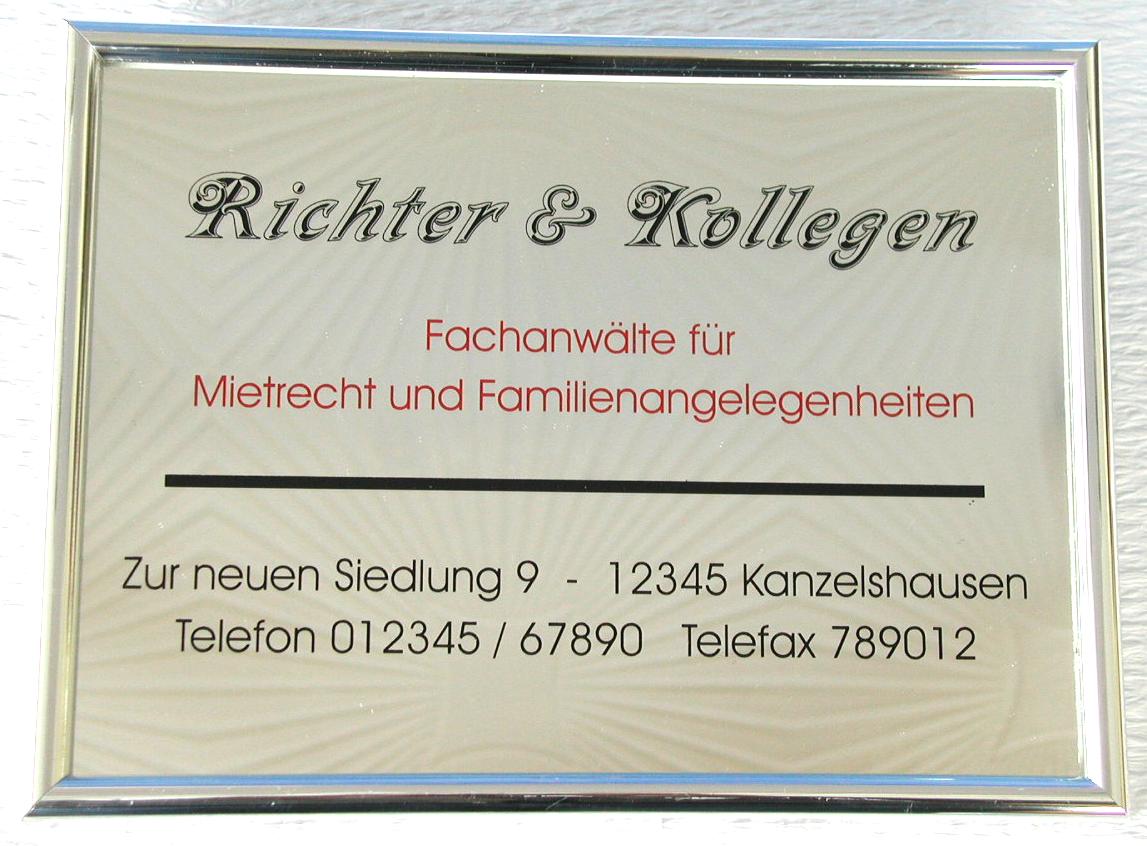 Richter & Kollegen
Fachanwälte für
Mietrecht und Familienangelegenheiten
Zur neuen Siedlung 9 - 12345 Kanzelshausen
Telefon 012345 / 67890 Telefax 789012